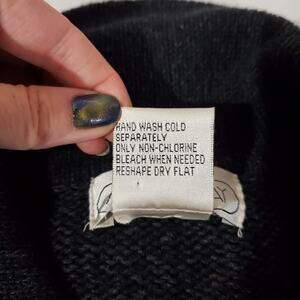 HAND WASH COLD
SEPARATELY
ONLY NON-CHLORINE
BLEACH WHEN NEEDED
RESHAPE DRY FLAT